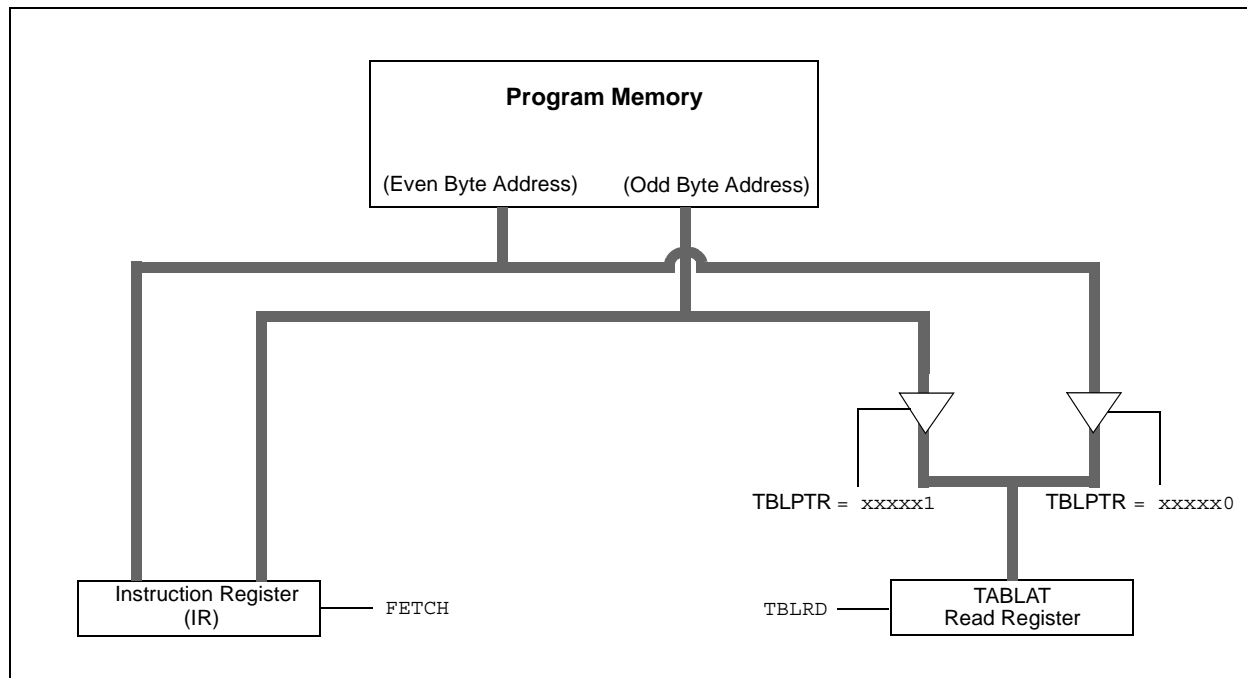 Program Memory
(Even Byte Address) (Odd Byte Address)
TBLPTR = xxxxx1
TBLPTR = xxxxx0
Instruction Register
(IR)
FETCH
TBLRD
TABLAT
Read Register